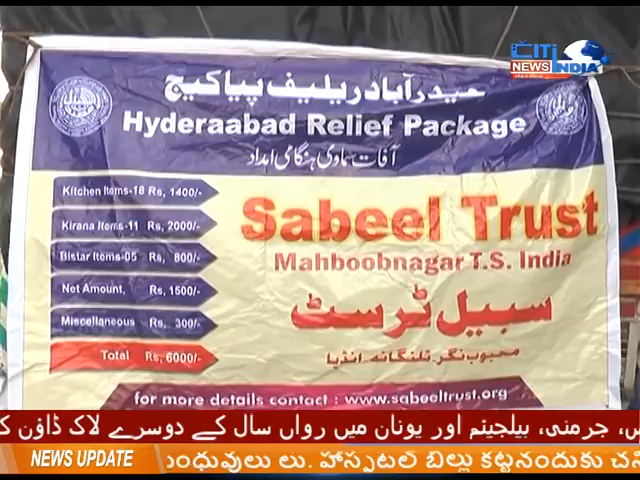 CITI
NEWS INDIA
حیدرآباد ریلیف پیاکیج
Hyderaabad Relief Package
آفات سماوی ہنگامی امداد
Kitchen Items-18 Rs, 1400/-
Kirana Items-11 Rs, 2000/-
Bistar Items-05 Rs, 800/-
Net Amount, Rs, 1500/-
Miscellaneous Rs, 300/-
Total Rs, 6000/-
Sabeel Trust
Mahboobnagar T.S. India
سبیل ٹرسٹ
محبوب نگر تلنگانہ انڈیا
for more details contact : www.sabeeltrust.org
جرمنی، بیلجیئم اور یونان میں رواں سال کے دوسرے لاک ڈاؤن
NEWS UPDATE
బంధువులు లు. హాస్పటల్ బిల్లు కట్టనందుకు